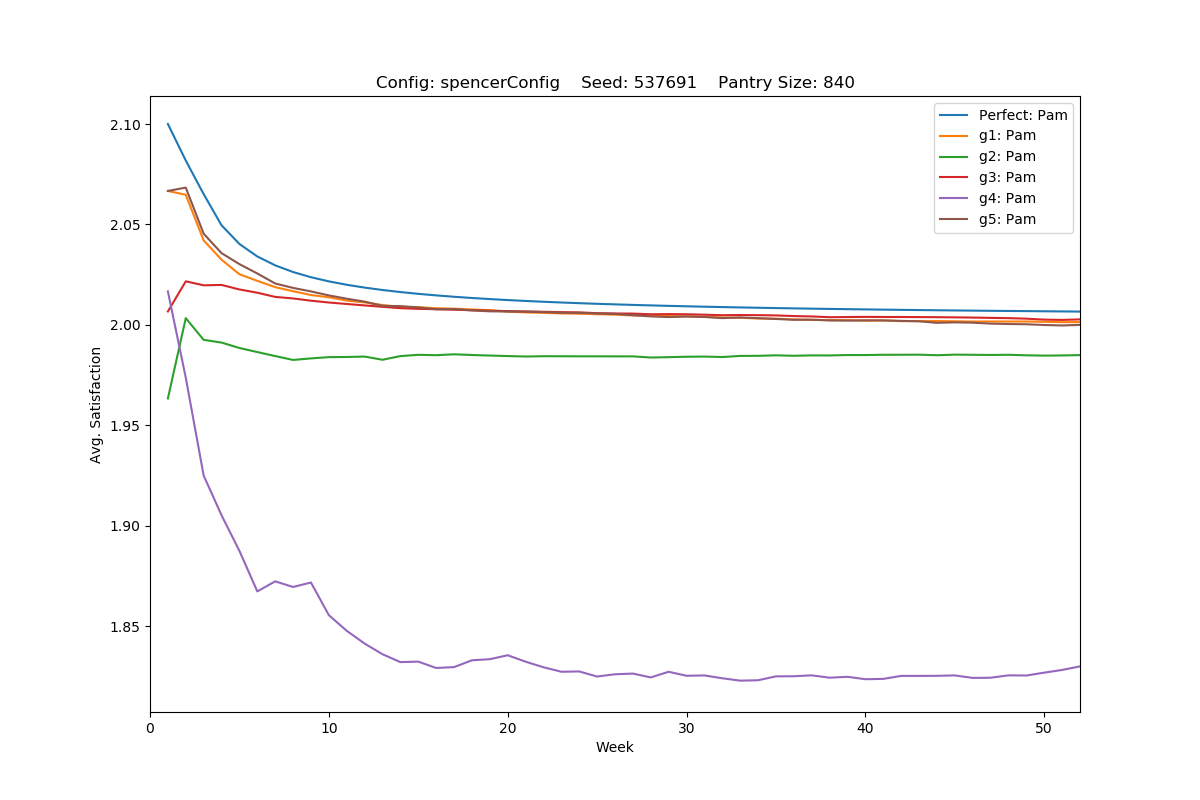 Config: spencerConfig    Seed: 537691    Pantry Size: 840
Perfect: Pam
g1: Pam
g2: Pam
g3: Pam
g4: Pam
g5: Pam
2.10
2.05
2.00
1.95
1.90
1.85
Avg. Satisfaction
0 10 20 30 40 50
Week